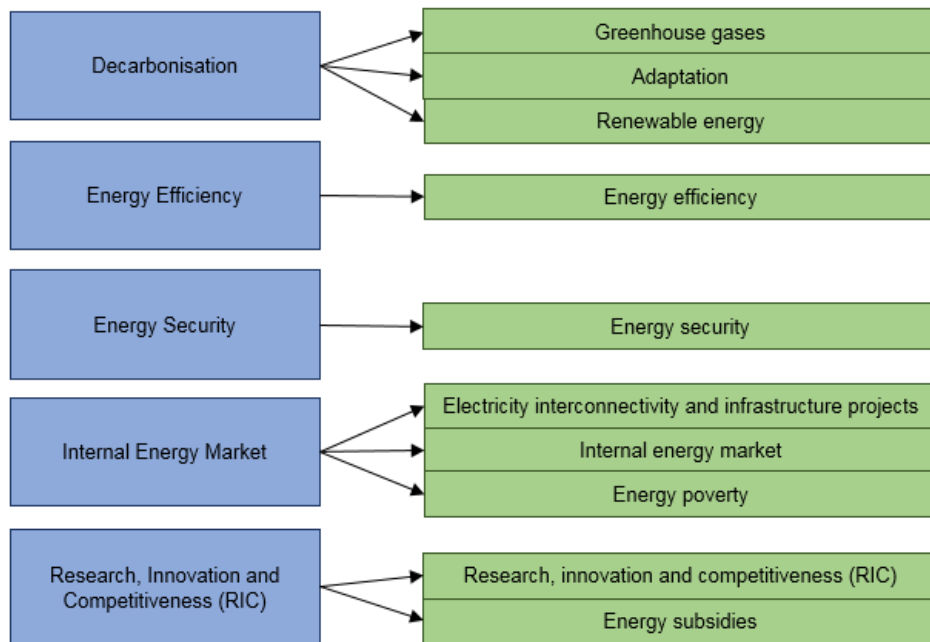 Decarbonisation
Greenhouse gases
Adaptation
Renewable energy
Energy Efficiency
Energy efficiency
Energy Security
Energy security
Internal Energy Market
Electricity interconnectivity and infrastructure projects
Internal energy market
Energy poverty
Research, Innovation and
Competitiveness (RIC)
Research, innovation and competitiveness (RIC)
Energy subsidies